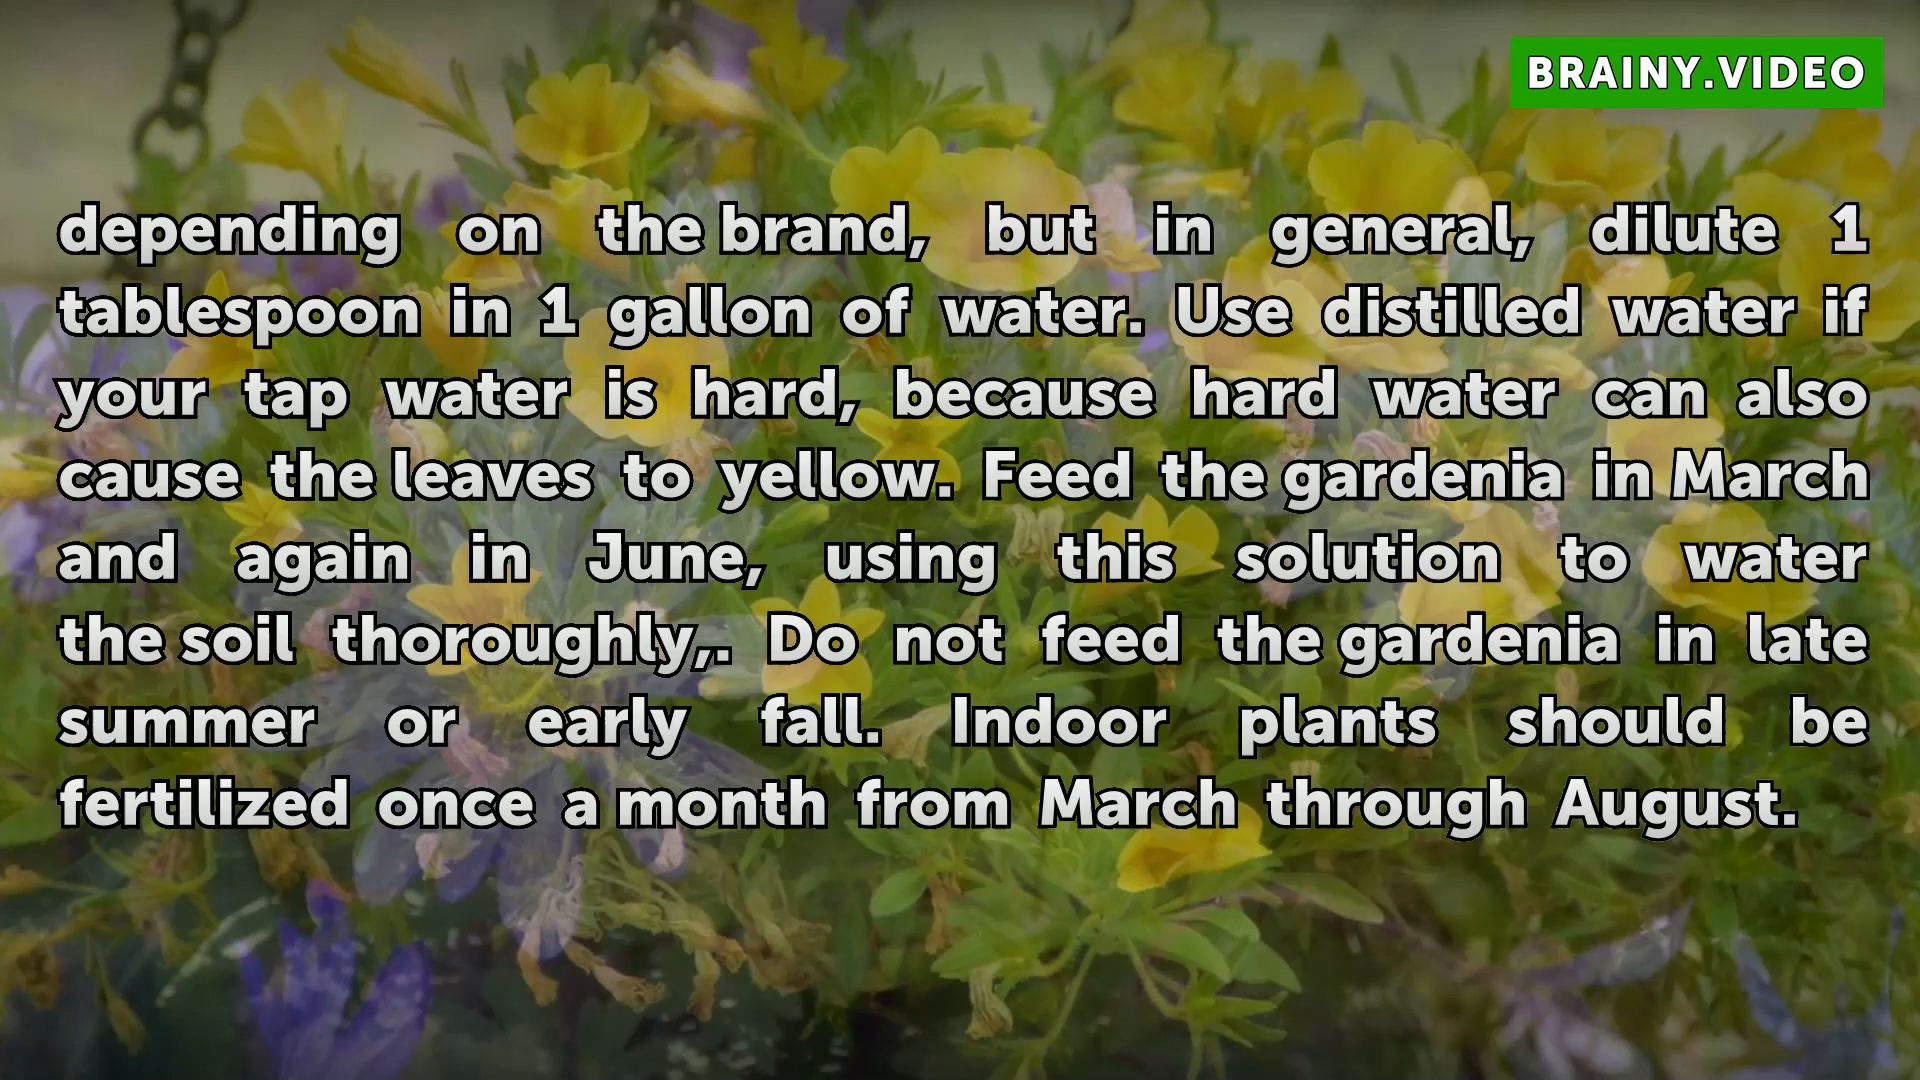 BRAINY.VIDEO
depending on the brand, but in general, dilute 1
tablespoon in 1 gallon of water. Use distilled water if
your tap water is hard, because hard water can also
cause the leaves to yellow. Feed the gardenia in March
and again in June, using this solution to water
the soil thoroughly,. Do not feed the gardenia in late
summer or early fall. Indoor plants should be
fertilized once a month from March through August.